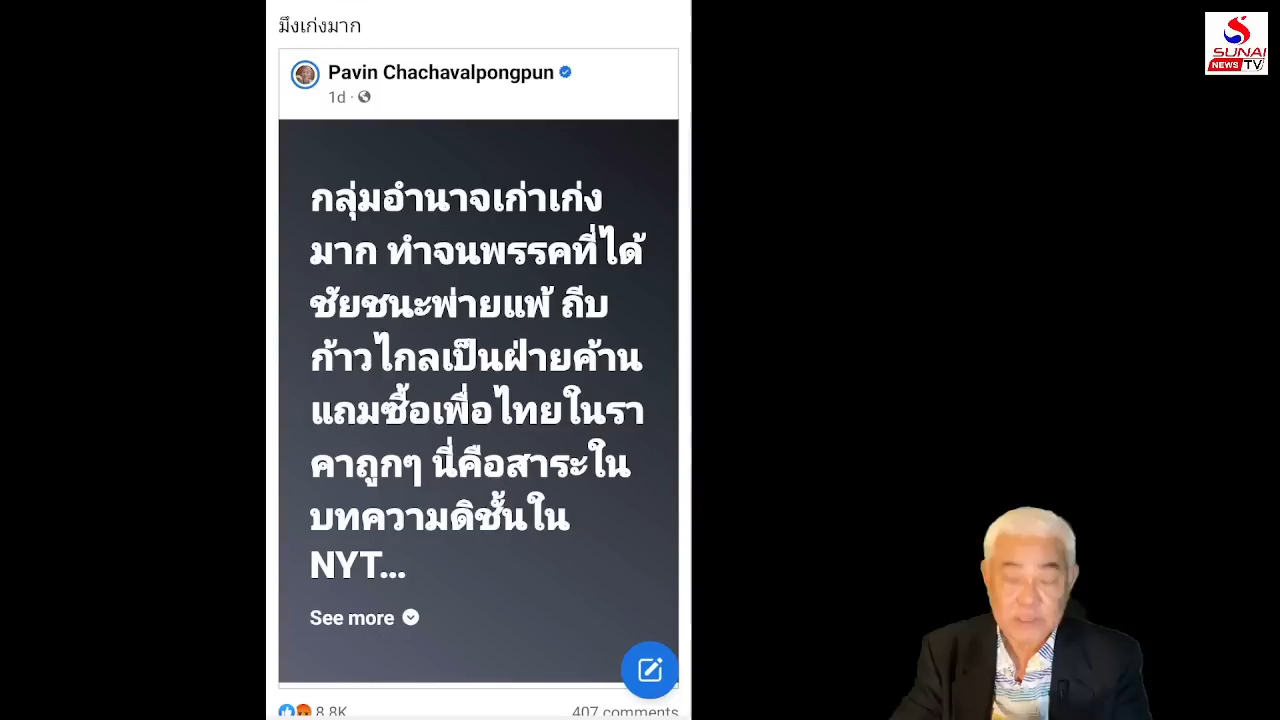 มึงเก่งมาก
Pavin Chachavalpongpun
1d ·
กลุ่มอำนาจเก่าเก่ง
มาก ทำจนพรรคที่ได้
ชัยชนะพ่ายแพ้ ถีบ
ก้าวไกลเป็นฝ่ายค้าน
แถมซื้อเพื่อไทยในรา
คาถูกๆ นี่คือสาระใน
บทความดิชั้นใน
NYT...
See more
8.8K 407 comments
SUNAI
NEWS TV